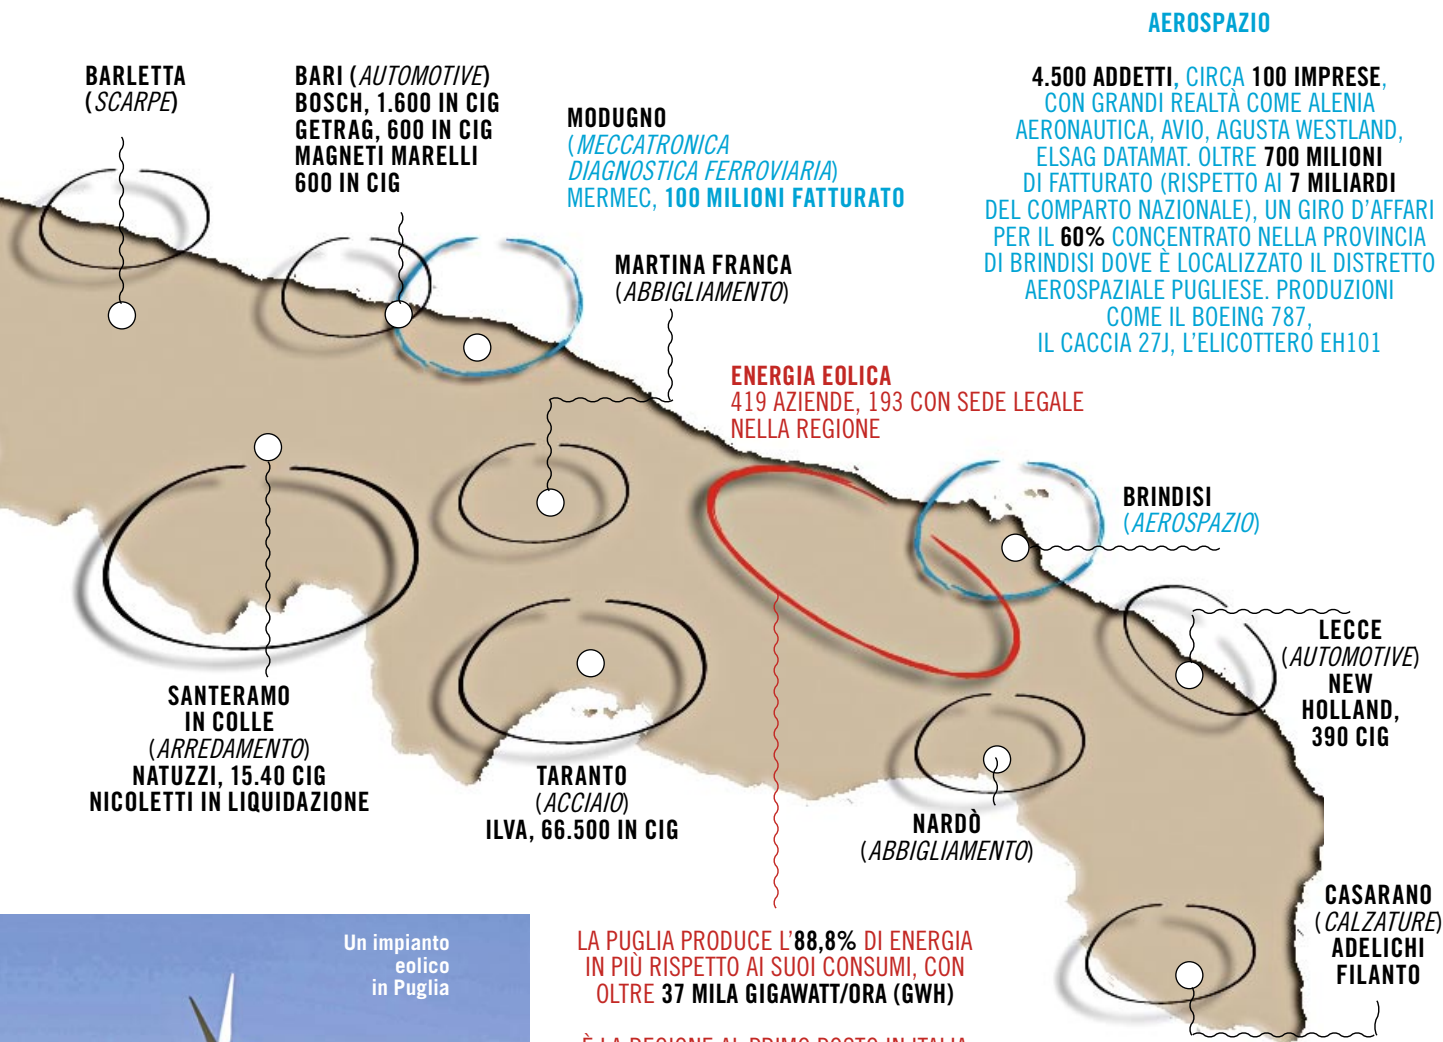 AEROSPAZIO
4.500 ADDETTI, CIRCA 100 IMPRESE,
CON GRANDI REALTÀ COME ALENIA
AERONAUTICA, AVIO, AGUSTA WESTLAND,
ELSAG DATAMAT. OLTRE 700 MILIONI
DI FATTURATO (RISPETTO AI 7 MILIARDI
DEL COMPARTO NAZIONALE), UN GIRO D'AFFARI
PER IL 60% CONCENTRATO NELLA PROVINCIA
DI BRINDISI DOVE È LOCALIZZATO IL DISTRETTO
AEROSPAZIALE PUGLIESE. PRODUZIONI
COME IL BOEING 787,
IL CACCIA 27J, L'ELICOTTERO EH101
BARLETTA
(SCARPE)
BARI (AUTOMOTIVE)
BOSCH, 1.600 IN CIG
GETRAG, 600 IN CIG
MAGNETI MARELLI
600 IN CIG
MODUGNO
(MECCATRONICA
DIAGNOSTICA FERROVIARIA)
MERMEC, 100 MILIONI FATTURATO
MARTINA FRANCA
(ABBIGLIAMENTO)
ENERGIA EOLICA
419 AZIENDE, 193 CON SEDE LEGALE
NELLA REGIONE
BRINDISI
(AEROSPAZIO)
LECCE
(AUTOMOTIVE)
NEW
HOLLAND,
390 CIG
SANTERAMO
IN COLLE
(ARREDAMENTO)
NATUZZI, 15.40 CIG
NICOLETTI IN LIQUIDAZIONE
TARANTO
(ACCIAIO)
ILVA, 66.500 IN CIG
NARDÒ
(ABBIGLIAMENTO)
CASARANO
(CALZATURE)
ADELICHI
FILANTO
Un impianto
eolico
in Puglia
LA PUGLIA PRODUCE L'88,8% DI ENERGIA
IN PIÙ RISPETTO AI SUOI CONSUMI, CON
OLTRE 37 MILA GIGAWATT/ORA (GWH)
È LA REGIONE AL PRIMO POSTO IN ITALIA